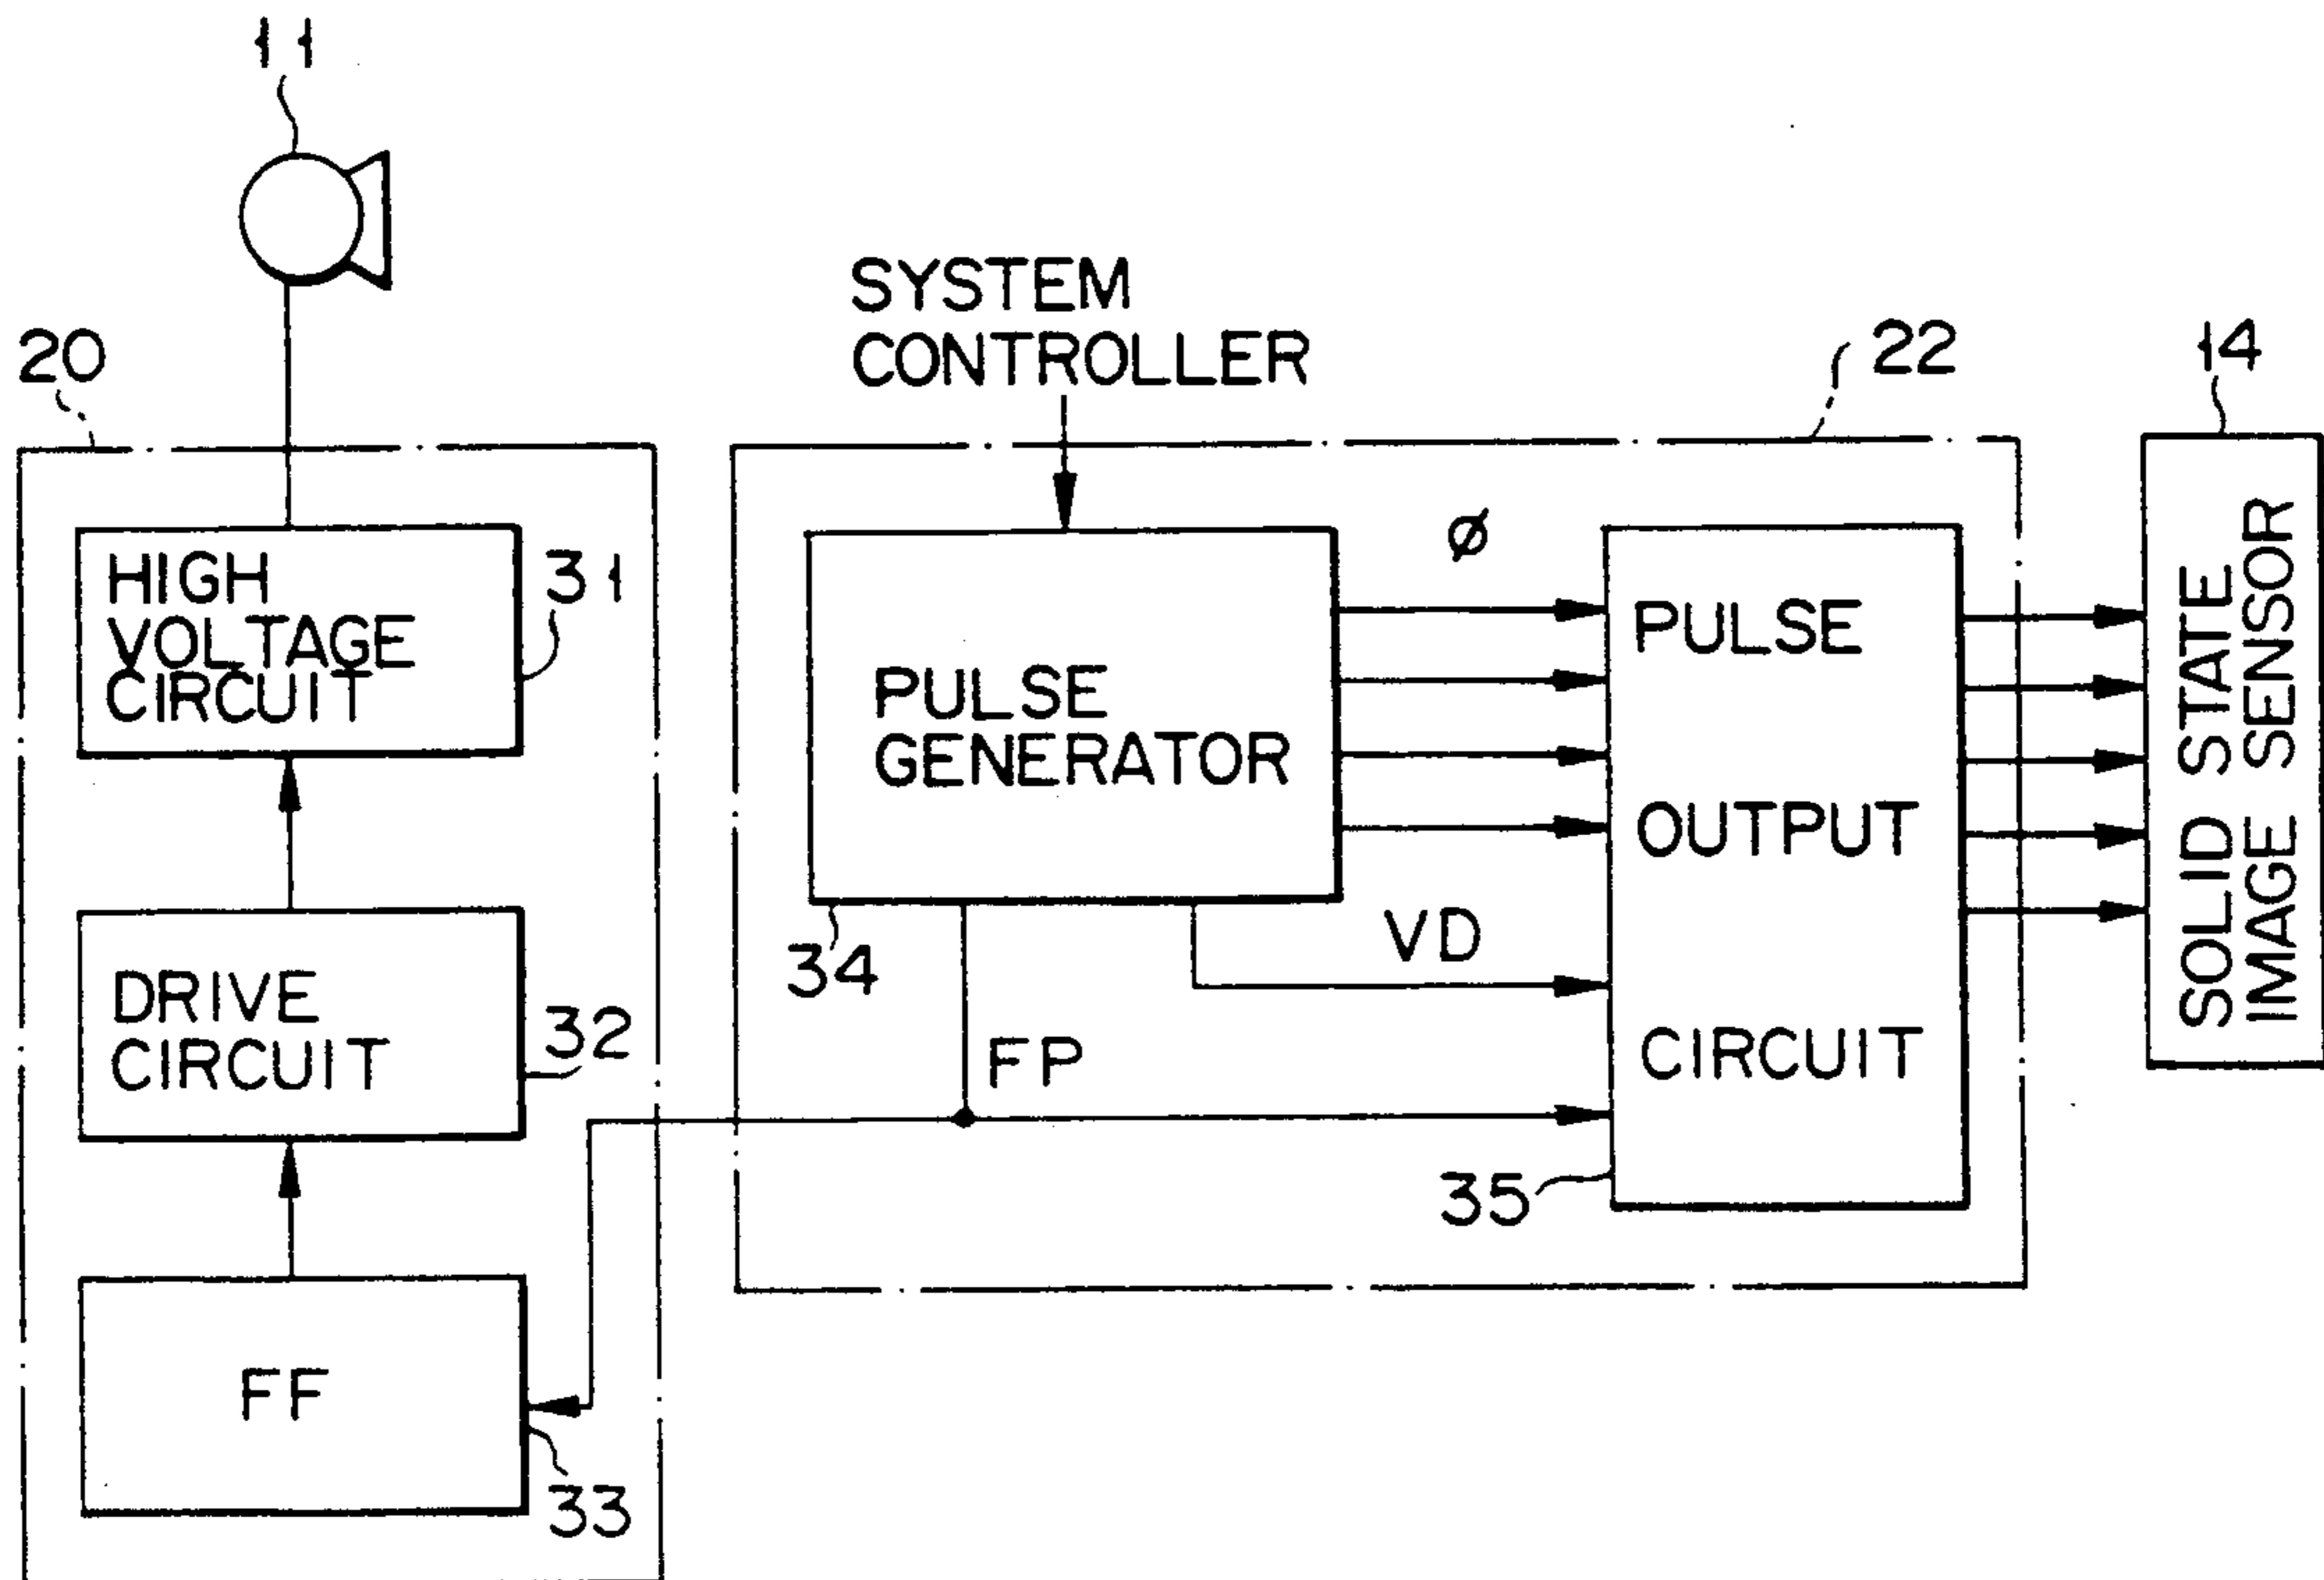 11
SYSTEM
CONTROLLER
20
22
14
HIGH
VOLTAGE
CIRCUIT
31
Ø
PULSE
GENERATOR
34
PULSE
OUTPUT
CIRCUIT
35
VD
FP
SOLID STATE
IMAGE SENSOR
DRIVE
CIRCUIT
32
FF
33